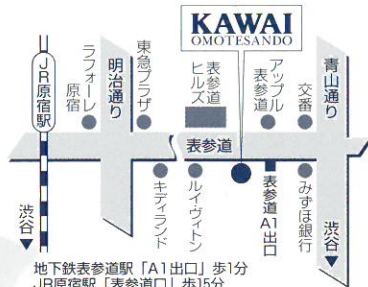 KAWAI
OMOTESANDO
JR原宿駅
ラフォーレ
原宿
明治通り
東急プラザ
表参道
ヒルズ
アップル
表参道
交番
青山通り
表参道
キディランド
ルイ・ヴィトン
表参道A1出口
みずほ銀行
渋谷
渋谷
地下鉄表参道駅「A1出口」歩1分
JR原宿駅「表参道口」歩15分